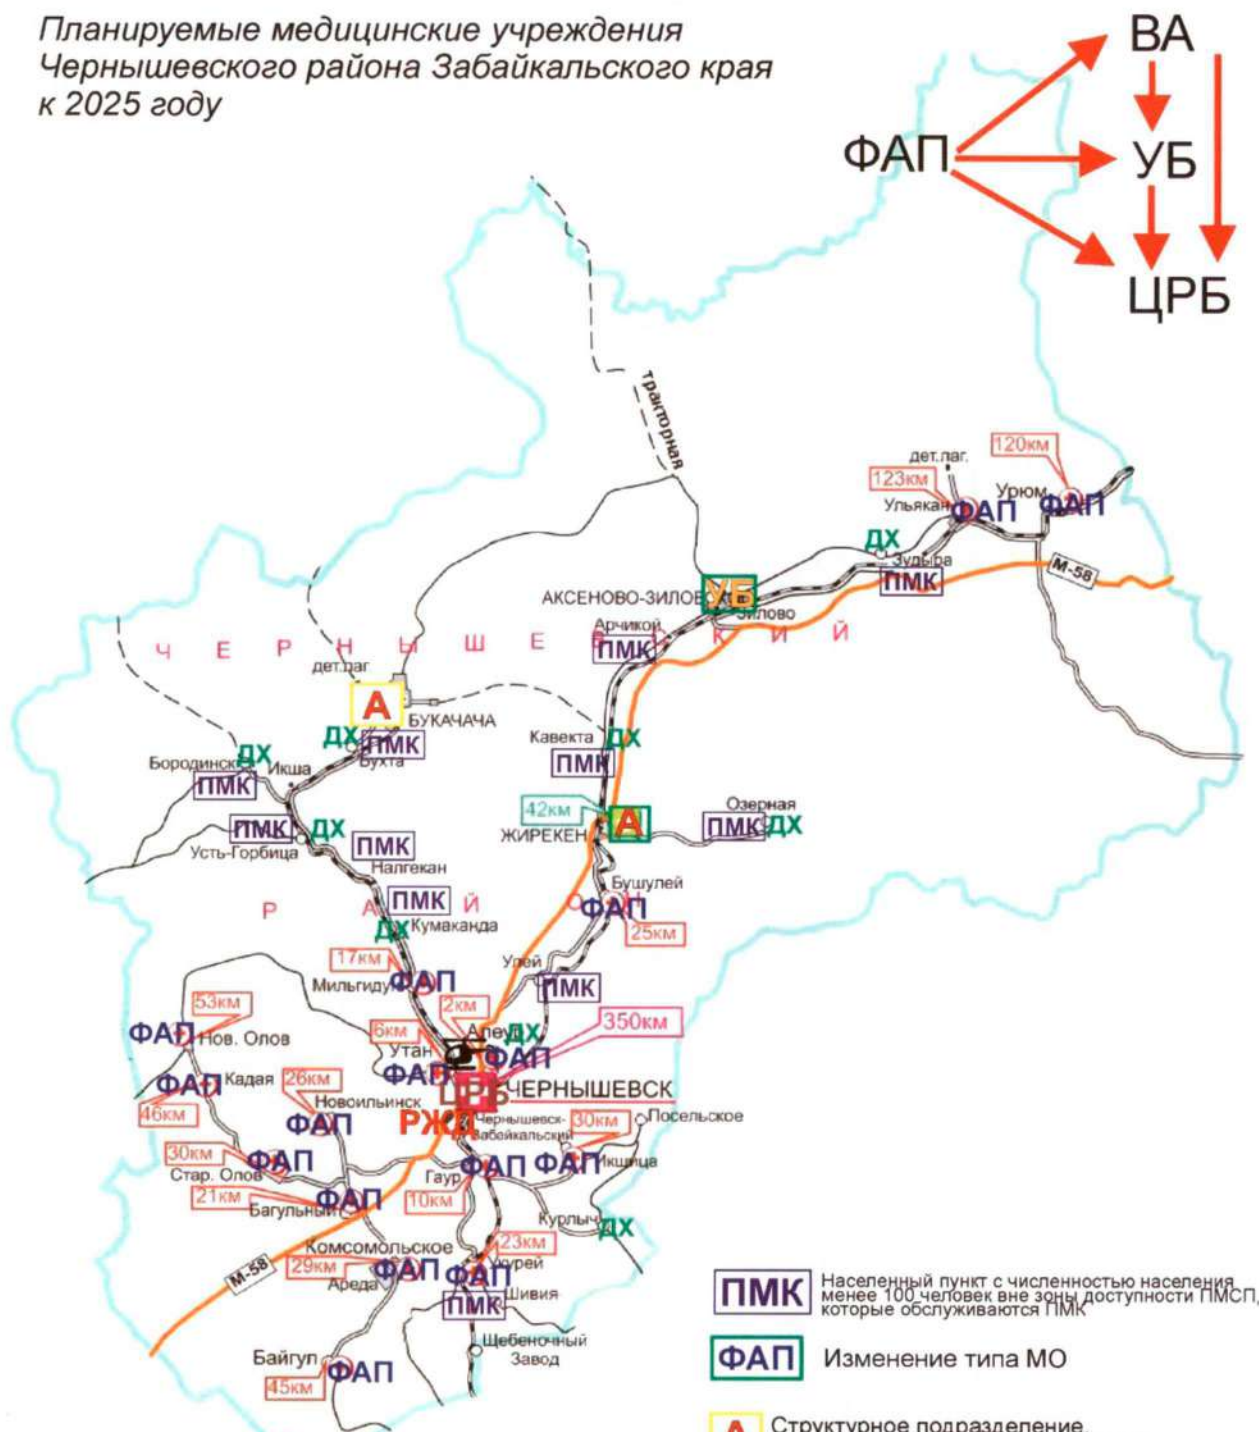 Планируемые медицинские учреждения
Чернышевского района Забайкальского края
к 2025 году
ВА
ФАП
УБ
ЦРБ
тракторная
120км
дет.лаг.
123км
Урюм
Ульякан
ФАП
ФАП
ДХ
Зудыра
М-58
ПМК
УБ
АКСЕНОВО-ЗИЛОВС
Зилово
Арчикой
ПМК
Ч Е Р Н Ы Ш Е В С К И Й
дет.лаг
А
БУКАЧАЧА
ДХ
ПМК
Бухта
Кавекта
ДХ
ПМК
ДХ
Бородинск
Икша
ПМК
42км
А
Озерная
ПМК
ДХ
ЖИРЕКЕН
ПМК
ДХ
Усть-Горбица
ПМК
Налгекан
Бушулей
ФАП
25км
Р А Й О Н
ПМК
ДХ
Кумаканда
17км
Мильгидун
ФАП
Улей
ПМК
53км
ФАП
Нов. Олов
2км
350км
6км
Алеур
ДХ
Утан
ФАП
ФАП
ФАП
Кадая
46км
26км
Новоильинск
ФАП
ЦРБ
ЧЕРНЫШЕВСК
РЖД
Чернышевск-
Забайкальский
30км
Посельское
30км
ФАП
Стар. Олов
Гаур
ФАП
ФАП
Икшица
21км
ФАП
Багульный
10км
Курлыч
ДХ
Комсомольское
29км
ФАП
Ареда
23км
Укурей
ФАП
М-58
ПМК
Шивия
Щебеночный
Завод
Байгул
ФАП
45км
ПМК
Населенный пункт с численностью населения
менее 100 человек вне зоны доступности ПМСП,
которые обслуживаются ПМК
ФАП
Изменение типа МО
А
Структурное подразделение,